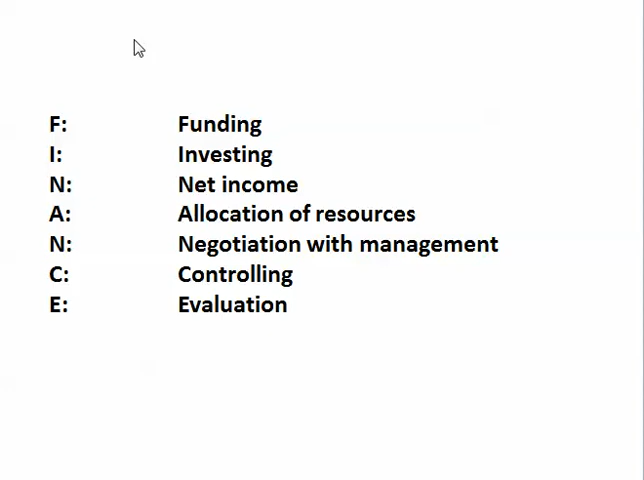 F: Funding
I: Investing
N: Net income
A: Allocation of resources
N: Negotiation with management
C: Controlling
E: Evaluation